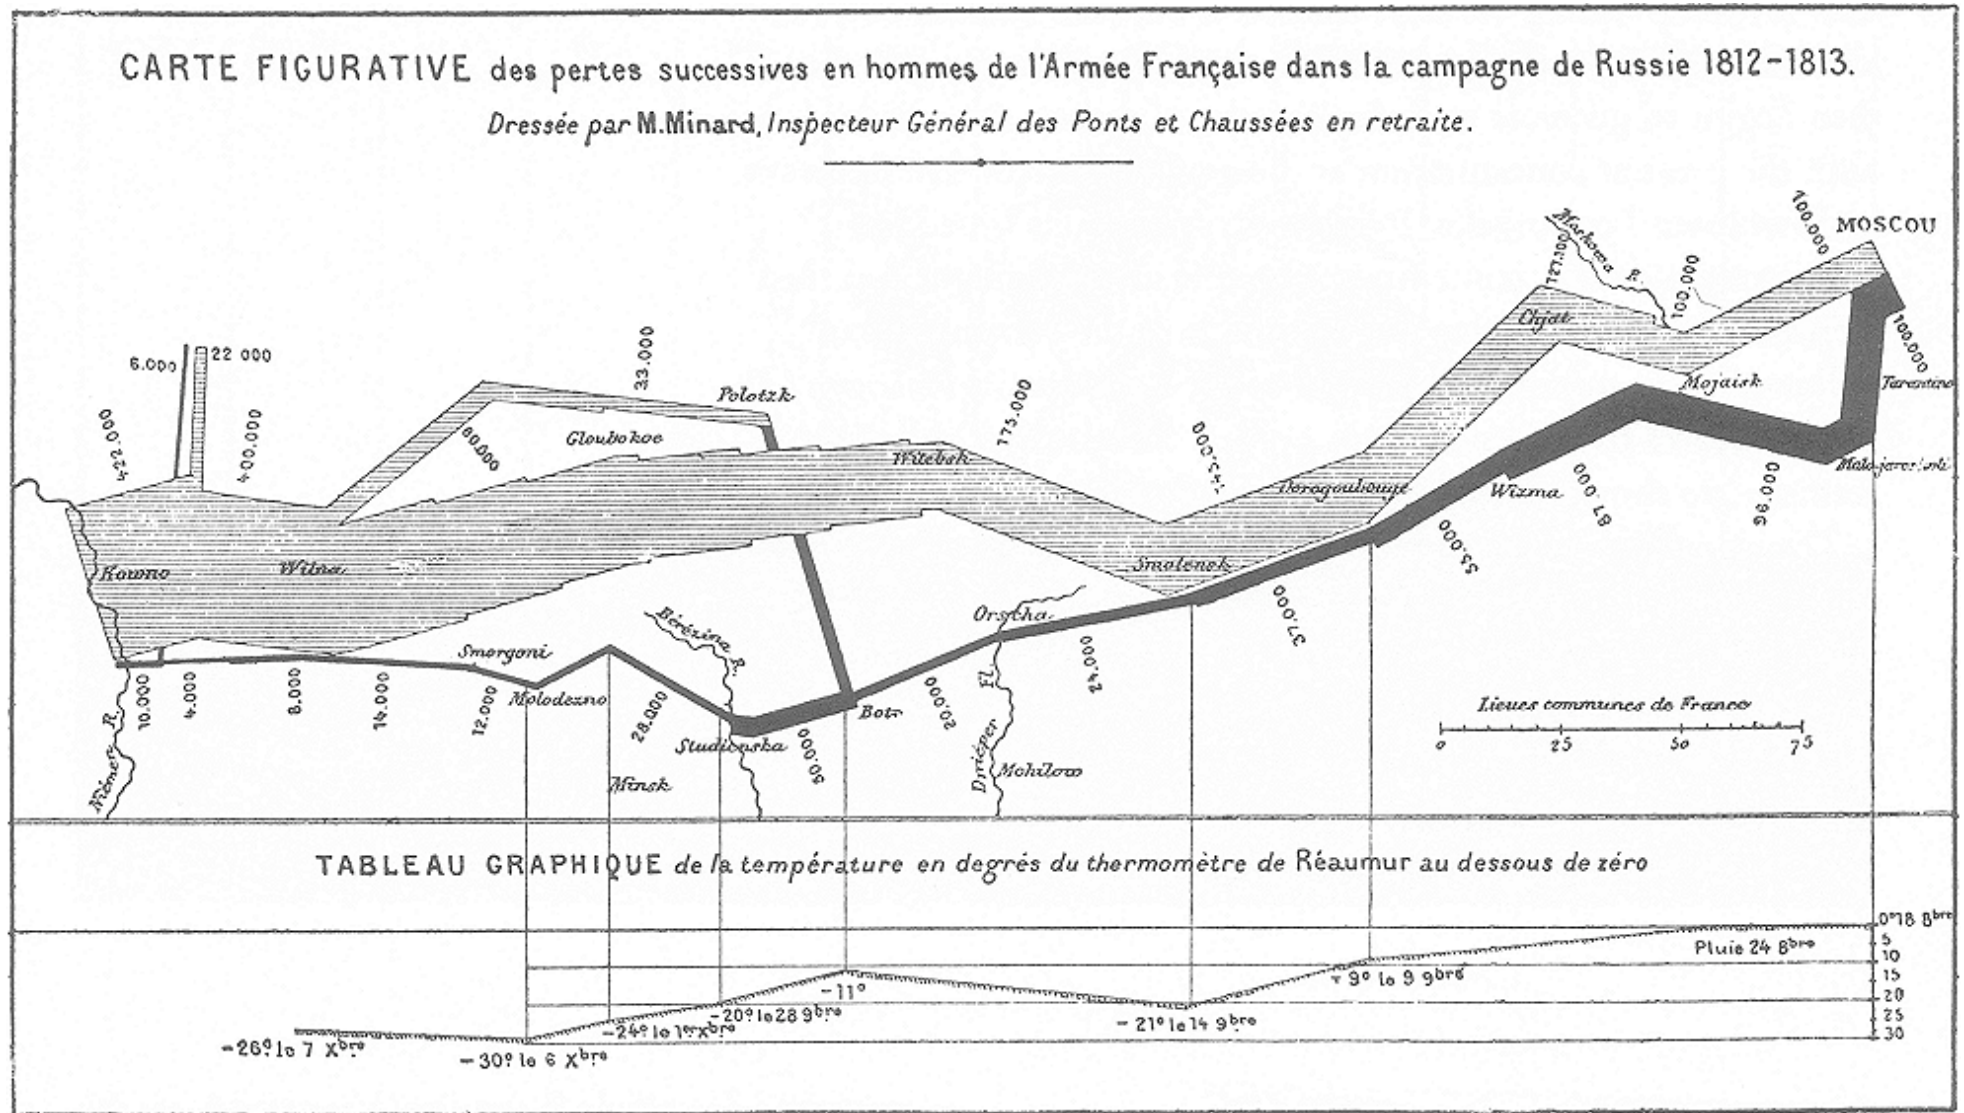 CARTE FIGURATIVE des pertes successives en hommes de l'Armée Française dans la campagne de Russie 1812-1813.
Dressée par M.Minard, Inspecteur Général des Ponts et Chaussées en retraite.
MOSCOU
100.000
Markowa R.
127.100
100.000
Chjat
Mojaisk
100.000
Tarantino
6.000
22 000
33.000
Polotzk
422.000
400.000
60.000
Gloubokoe
Witebsk
175.000
145.000
Dorogoubouge
Wizma
87.000
96.000
55.000
Kowno
Wilna
Smolensk
Orscha
37.000
24.000
Bérézina R.
Smorgoni
Molodezno
10.000
4.000
8.000
14.000
12.000
28.000
Studienska
50.000
Botr
20.000
Dniéper Fl.
Mohilow
Minsk
Niémen R.
Lieues communes de France
0 25 50 75
TABLEAU GRAPHIQUE de la température en degrés du thermomètre de Réaumur au dessous de zéro
0° 18 8bre
5
10
15
20
25
30
Pluie 24 8bre
- 9° le 9 9bre
- 21° le 14 9bre
- 11°
- 20° le 28 9bre
- 24° le 1er Xbre
- 30° le 6 Xbre
- 26° le 7 Xbre